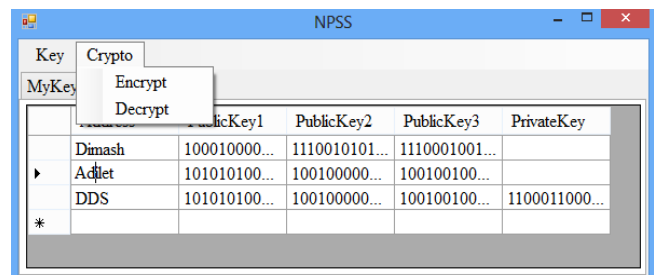 NPSS
Key Crypto
Encrypt
MyKey
Decrypt
PublicKey2 PublicKey3 PrivateKey
Dimash 100010000... 1110010101... 1110001001...
Adilet 101010100... 100100000... 100100100...
DDS 101010100... 100100000... 100100100... 1100011000...